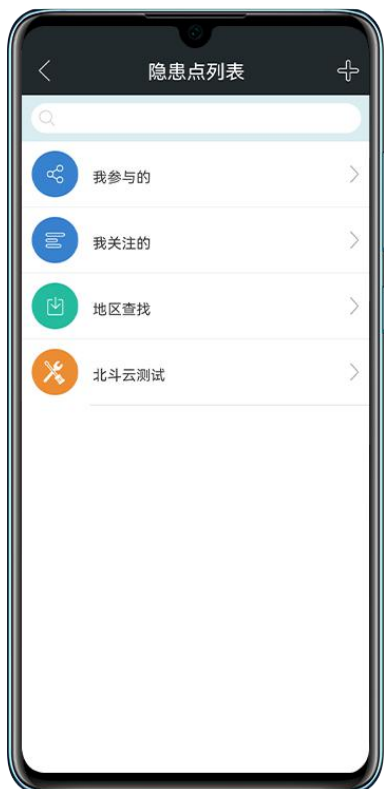 隐患点列表
我参与的
我关注的
地区查找
北斗云测试